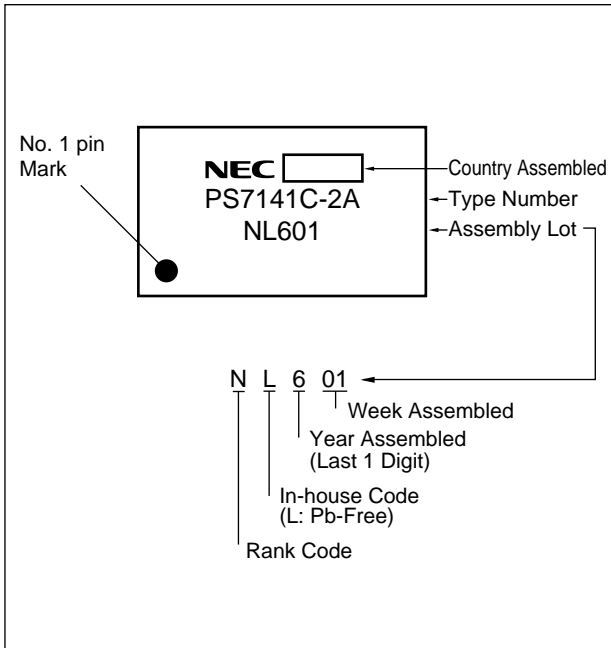 No. 1 pin
Mark
NEC
Country Assembled
PS7141C-2A
Type Number
NL601
Assembly Lot
N L 6 01
Week Assembled
Year Assembled
(Last 1 Digit)
In-house Code
(L: Pb-Free)
Rank Code